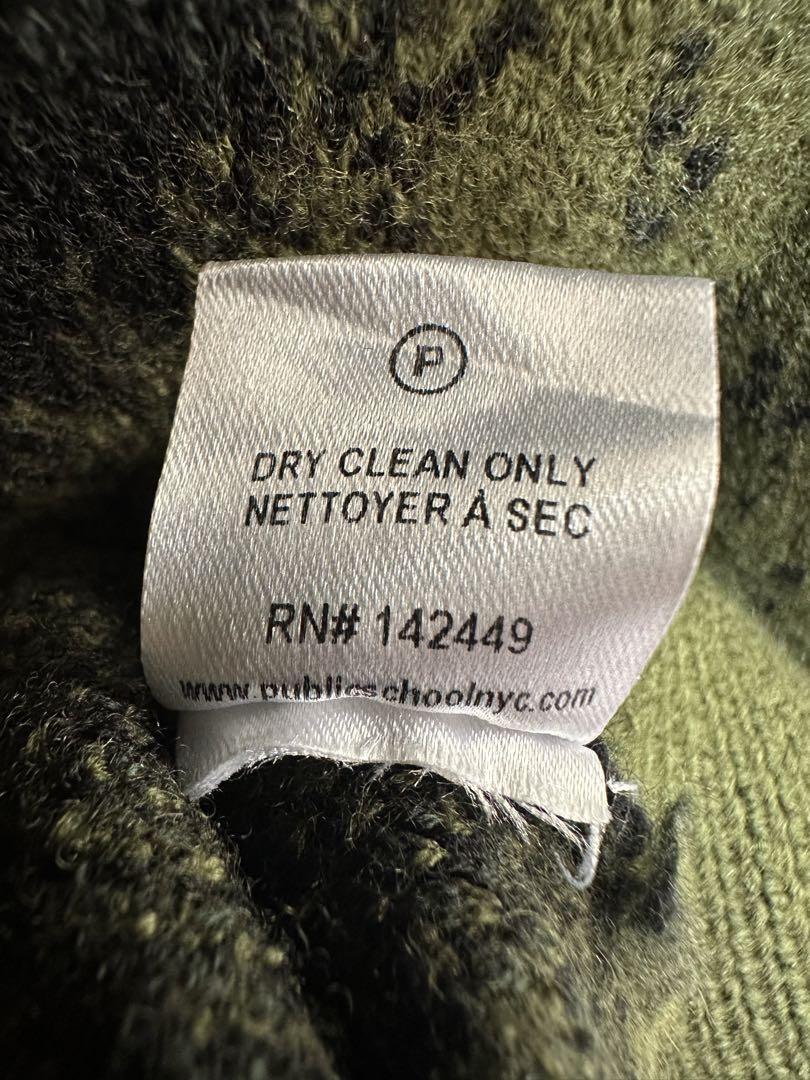 P
DRY CLEAN ONLY
NETTOYER À SEC
RN# 142449
www.publicschoolnyc.com